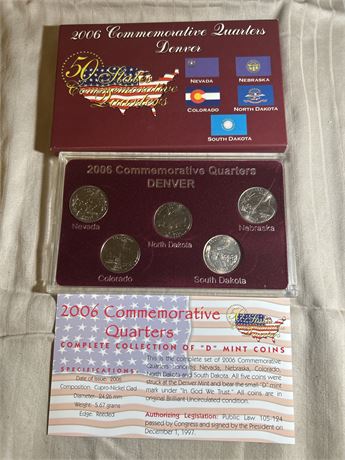 2006 Commemorative Quarters
Denver
50 States
Commemorative
Quarters
NEVADA
NEBRASKA
COLORADO
NORTH DAKOTA
SOUTH DAKOTA
2006 Commemorative Quarters
DENVER
Nevada
North Dakota
Nebraska
Colorado
South Dakota
2006 Commemorative
Quarters
COMPLETE COLLECTION OF "D" MINT COINS
SPECIFICATIONS:
Date of Issue: 2006
Composition: Cupro-Nickel Clad
Diameter: 24.26 mm
Weight: 5.67 grams
Edge: Reeded
This is the complete set of 2006 Commemorative
Quarters honoring Nevada, Nebraska, Colorado,
North Dakota and South Dakota. All five coins were
struck at the Denver Mint and bear the small "D" mint
mark under "In God We Trust." All coins are in
original Brilliant Uncirculated condition.
Authorizing Legislation: Public Law 105-124
passed by Congress and signed by the President on
December 1, 1997.